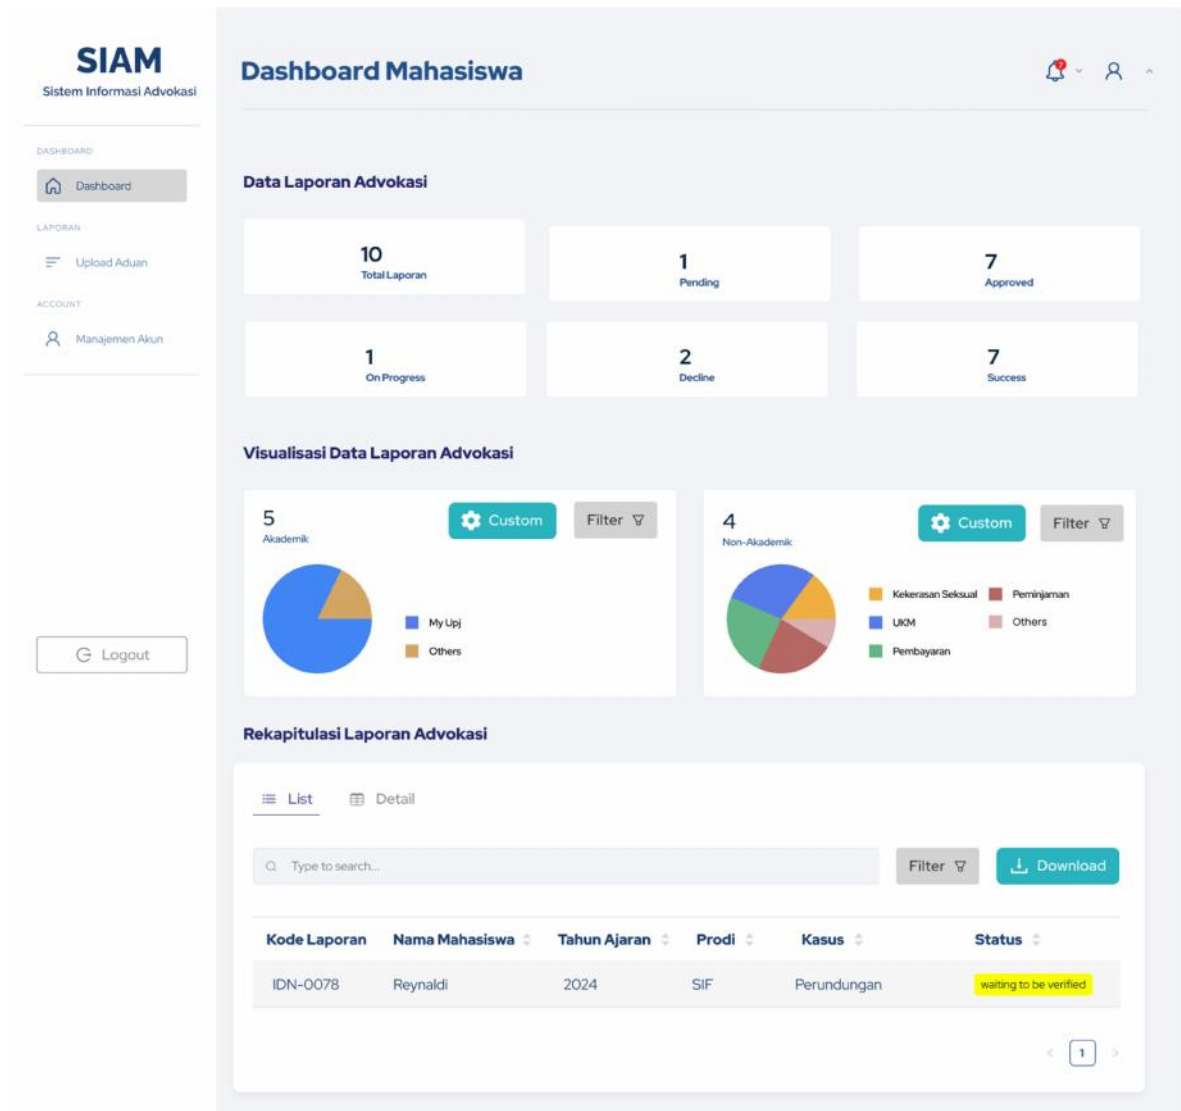 SIAM
Sistem Informasi Advokasi
DASHBOARD
Dashboard
LAPORAN
Upload Aduan
ACCOUNT
Manajemen Akun
Logout
Dashboard Mahasiswa
7
Data Laporan Advokasi
10
Total Laporan
1
Pending
7
Approved
1
On Progress
2
Decline
7
Success
Visualisasi Data Laporan Advokasi
5
Akademik
Custom
Filter
My Upj
Others
4
Non-Akademik
Custom
Filter
Kekerasan Seksual
Peminjaman
UKM
Others
Pembayaran
Rekapitulasi Laporan Advokasi
List
Detail
Type to search...
Filter
Download
Kode Laporan Nama Mahasiswa Tahun Ajaran Prodi Kasus Status
IDN-0078 Reynaldi 2024 SIF Perundungan waiting to be verified
< 1 >